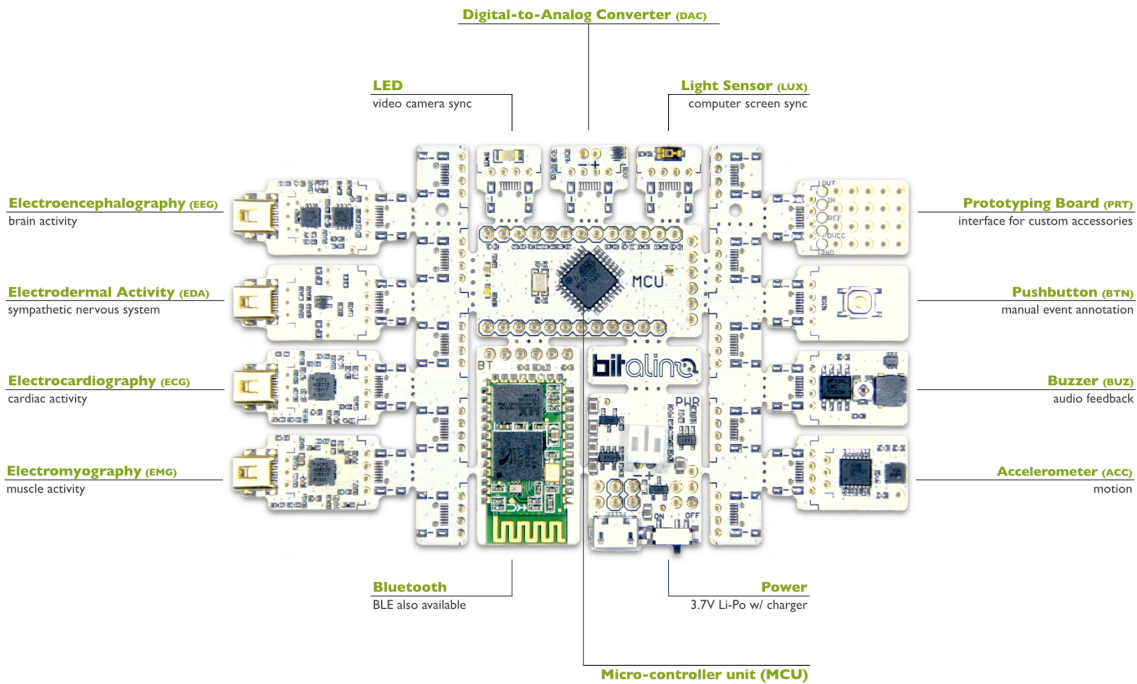 Digital-to-Analog Converter (DAC)
LED
video camera sync
Light Sensor (LUX)
computer screen sync
Electroencephalography (EEG)
brain activity
Prototyping Board (PRT)
interface for custom accessories
Electrodermal Activity (EDA)
sympathetic nervous system
MCU
Pushbutton (BTN)
manual event annotation
BT
bitalino
Electrocardiography (ECG)
cardiac activity
Buzzer (BUZ)
audio feedback
PWR
Electromyography (EMG)
muscle activity
Accelerometer (ACC)
motion
ON
OFF
Bluetooth
BLE also available
Power
3.7V Li-Po w/ charger
Micro-controller unit (MCU)